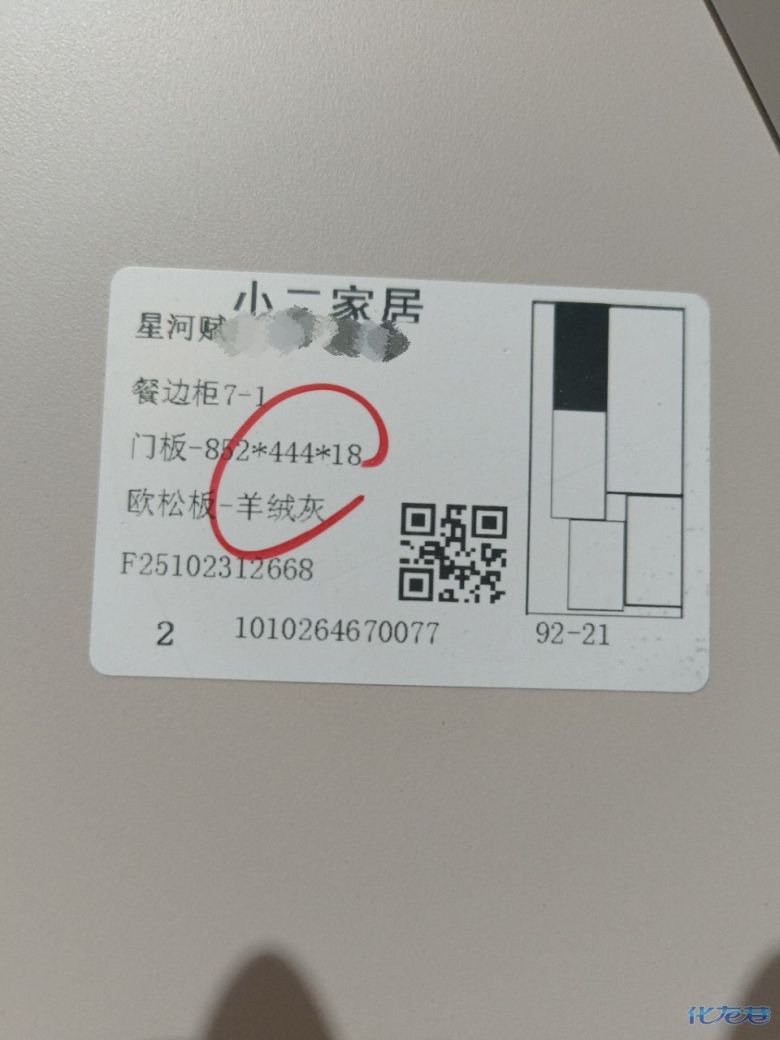 小二家居
星河赋
餐边柜7-1
门板-852*444*18
欧松板-羊绒灰
F25102312668
2 1010264670077 92-21
化龙巷